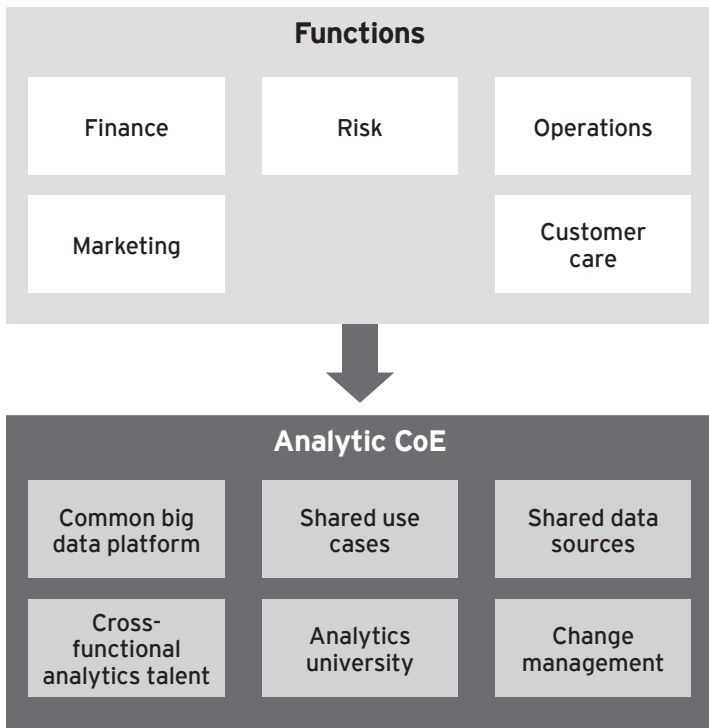 Functions
Finance
Risk
Operations
Marketing
Customer
care
Analytic CoE
Common big
data platform
Shared use
cases
Shared data
sources
Cross-
functional
analytics talent
Analytics
university
Change
management